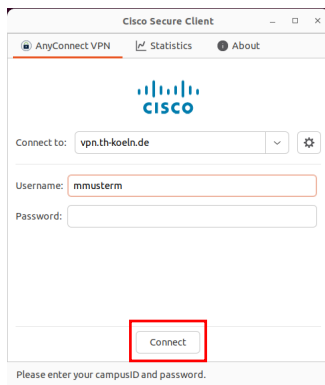 Cisco Secure Client
AnyConnect VPN Statistics About
CISCO
Connect to: vpn.th-koeln.de
Username: mmusterm
Password:
Connect
Please enter your campusID and password.